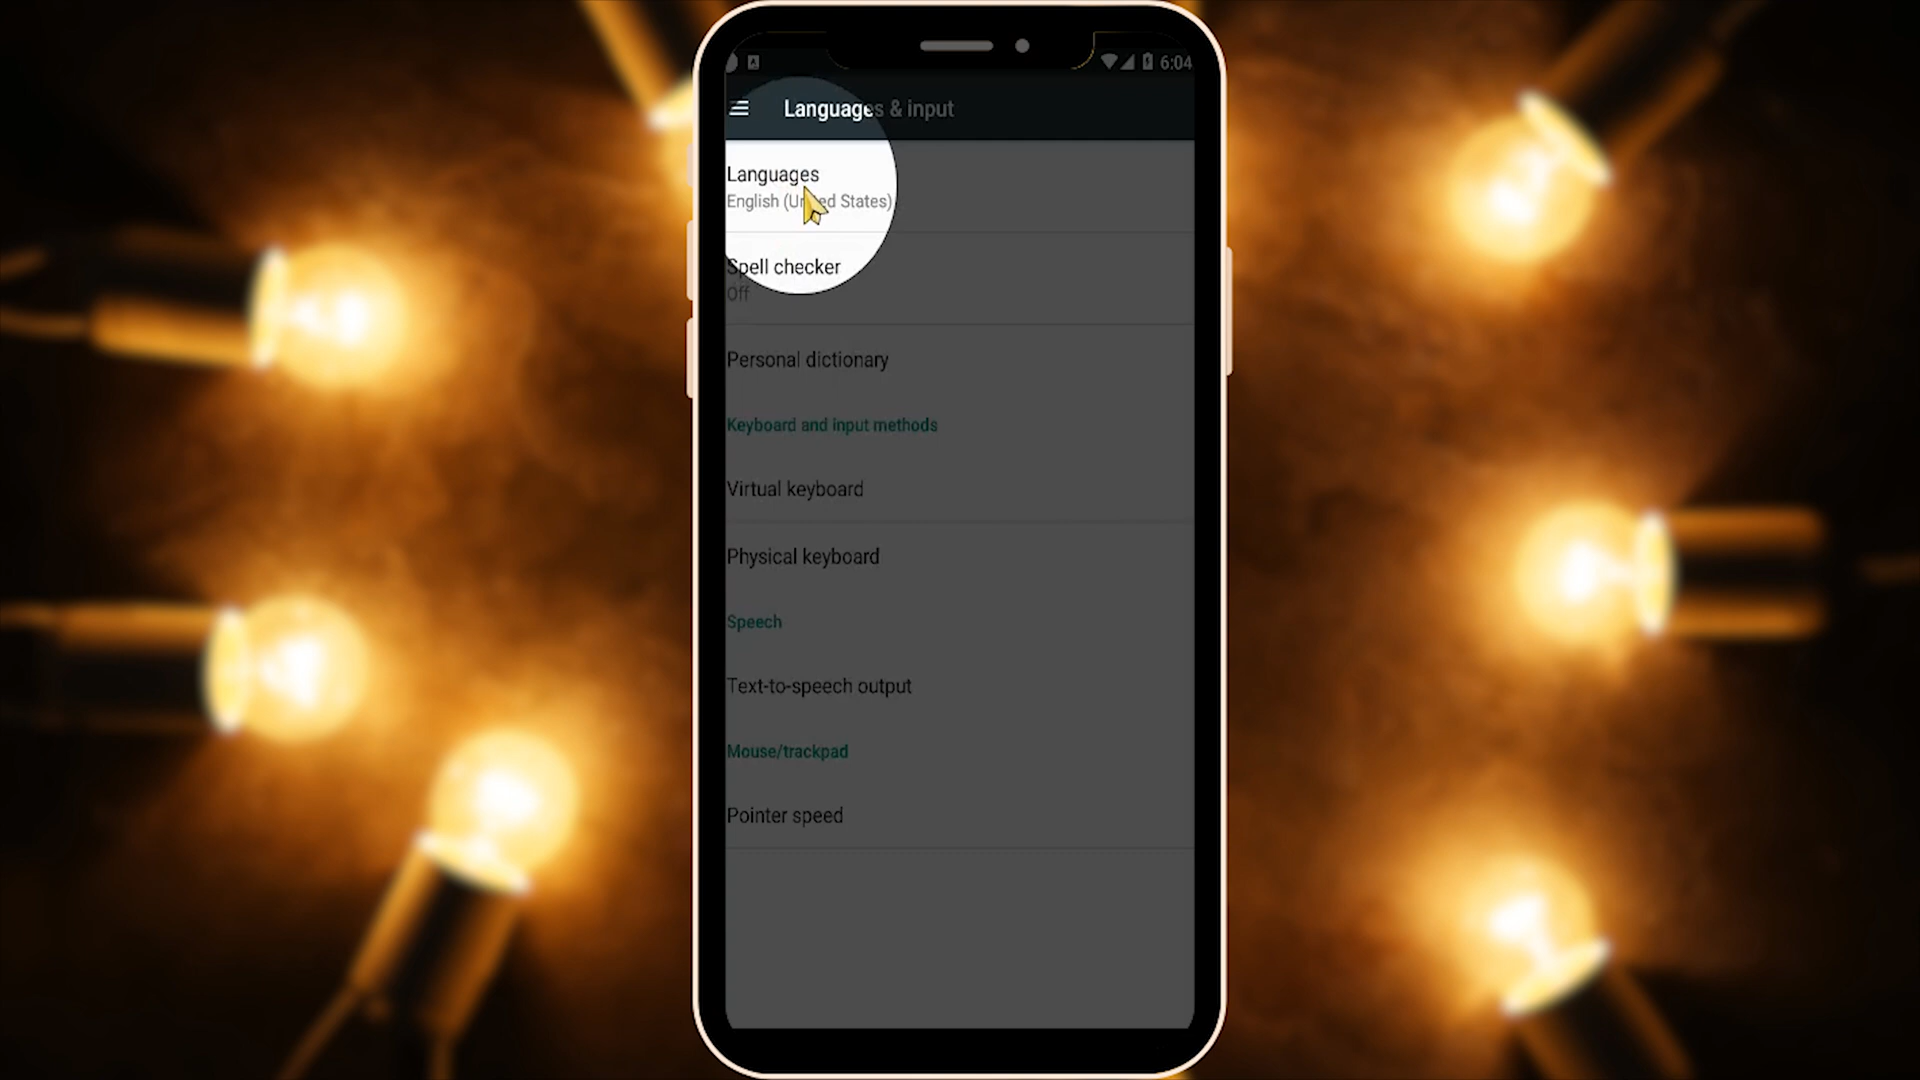 6:04
Languages & input
Languages
English (United States)
Spell checker
Off
Personal dictionary
Keyboard and input methods
Virtual keyboard
Physical keyboard
Speech
Text-to-speech output
Mouse/trackpad
Pointer speed